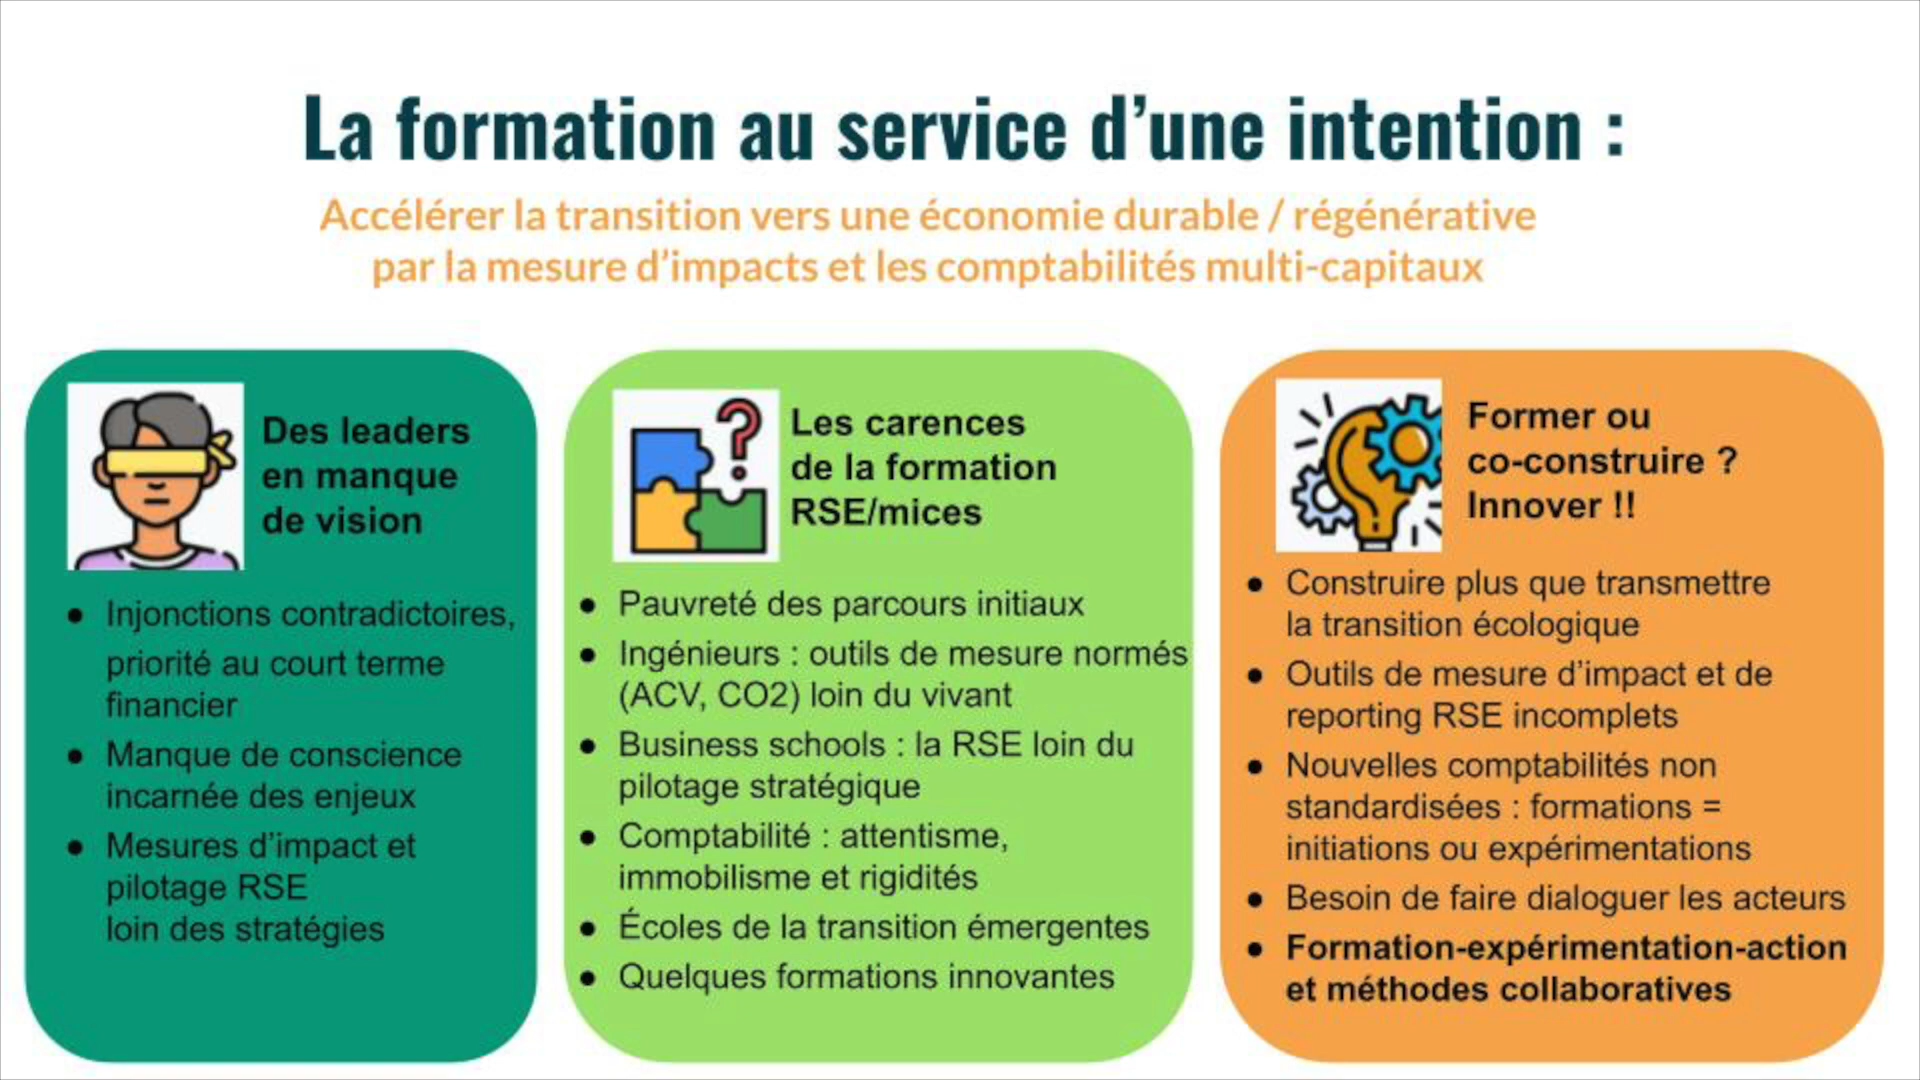 La formation au service d’une intention :
Accélérer la transition vers une économie durable / régénérative
par la mesure d’impacts et les comptabilités multi-capitaux
Des leaders
en manque
de vision
● Injonctions contradictoires,
priorité au court terme
financier
● Manque de conscience
incarnée des enjeux
● Mesures d’impact et
pilotage RSE
loin des stratégies
?
Les carences
de la formation
RSE/mices
● Pauvreté des parcours initiaux
● Ingénieurs : outils de mesure normés
(ACV, CO2) loin du vivant
● Business schools : la RSE loin du
pilotage stratégique
● Comptabilité : attentisme,
immobilisme et rigidités
● Écoles de la transition émergentes
● Quelques formations innovantes
Former ou
co-construire ?
Innover !!
● Construire plus que transmettre
la transition écologique
● Outils de mesure d’impact et de
reporting RSE incomplets
● Nouvelles comptabilités non
standardisées : formations =
initiations ou expérimentations
● Besoin de faire dialoguer les acteurs
● Formation-expérimentation-action
et méthodes collaboratives